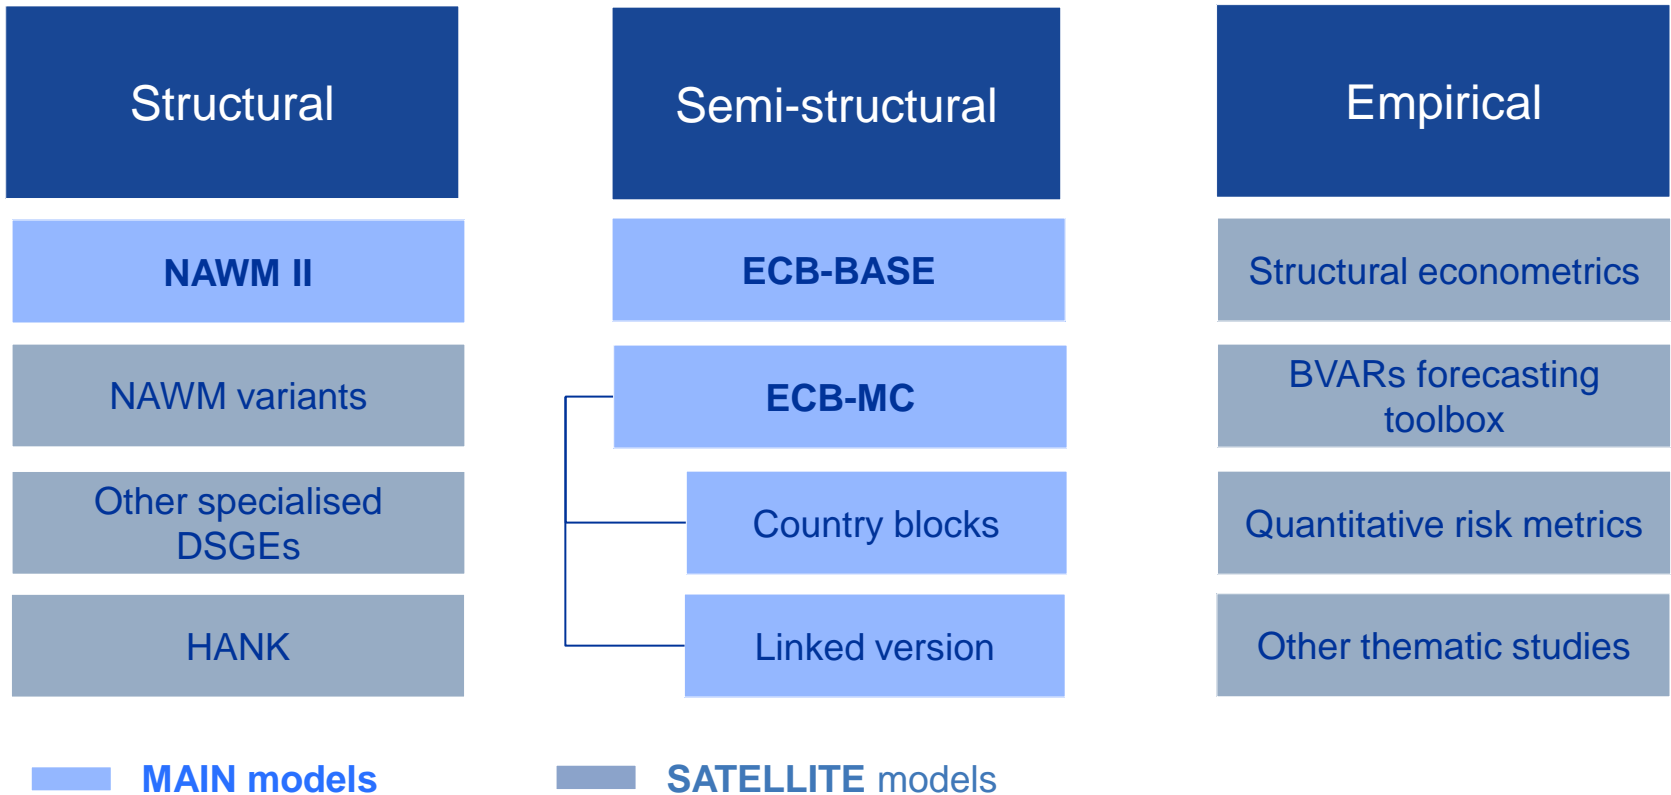 Structural
Semi-structural
Empirical
NAWM II
ECB-BASE
Structural econometrics
NAWM variants
ECB-MC
BVARs forecasting
toolbox
Other specialised
DSGEs
Country blocks
Quantitative risk metrics
HANK
Linked version
Other thematic studies
MAIN models
SATELLITE models